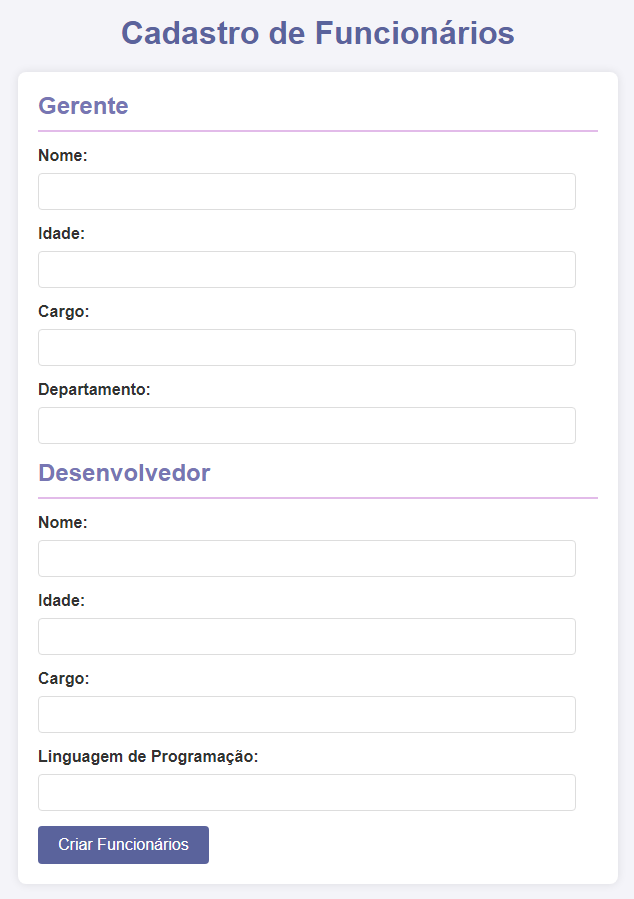 Cadastro de Funcionários
Gerente
Nome:
Idade:
Cargo:
Departamento:
Desenvolvedor
Nome:
Idade:
Cargo:
Linguagem de Programação:
Criar Funcionários